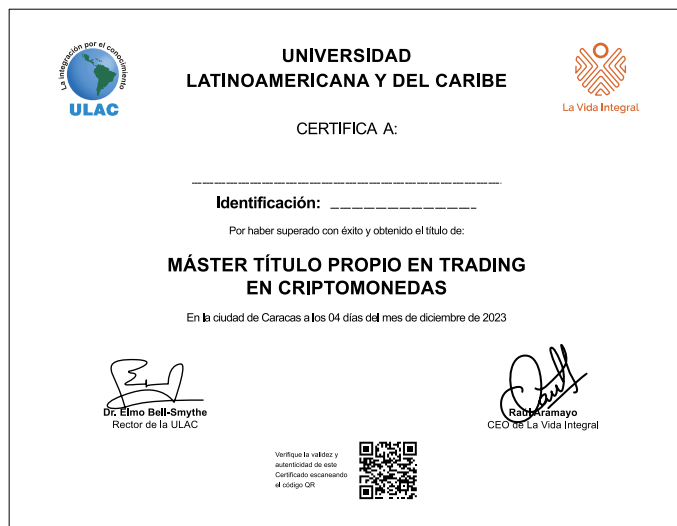 La integración por el conocimiento
ULAC
UNIVERSIDAD
LATINOAMERICANA Y DEL CARIBE
La Vida Integral
CERTIFICA A:
Identificación:
Por haber superado con éxito y obtenido el título de:
MÁSTER TÍTULO PROPIO EN TRADING
EN CRIPTOMONEDAS
En la ciudad de Caracas a los 04 días del mes de diciembre de 2023
Dr. Elmo Bell-Smythe
Rector de la ULAC
Raúl Aramayo
CEO de La Vida Integral
Verifique la validez y
autenticidad de este
Certificado escaneando
el código QR